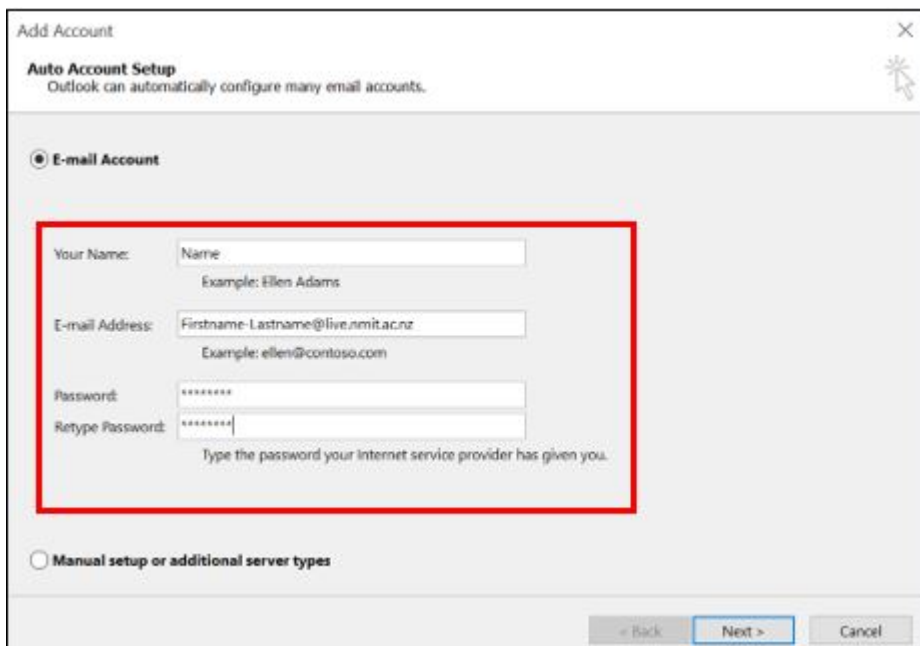 Add Account
Auto Account Setup
Outlook can automatically configure many email accounts.
E-mail Account
Your Name: Name
Example: Ellen Adams
E-mail Address: Firstname-Lastname@live.nmit.ac.nz
Example: ellen@contoso.com
Password: ********
Retype Password: ********
Type the password your Internet service provider has given you.
Manual setup or additional server types
< Back Next > Cancel